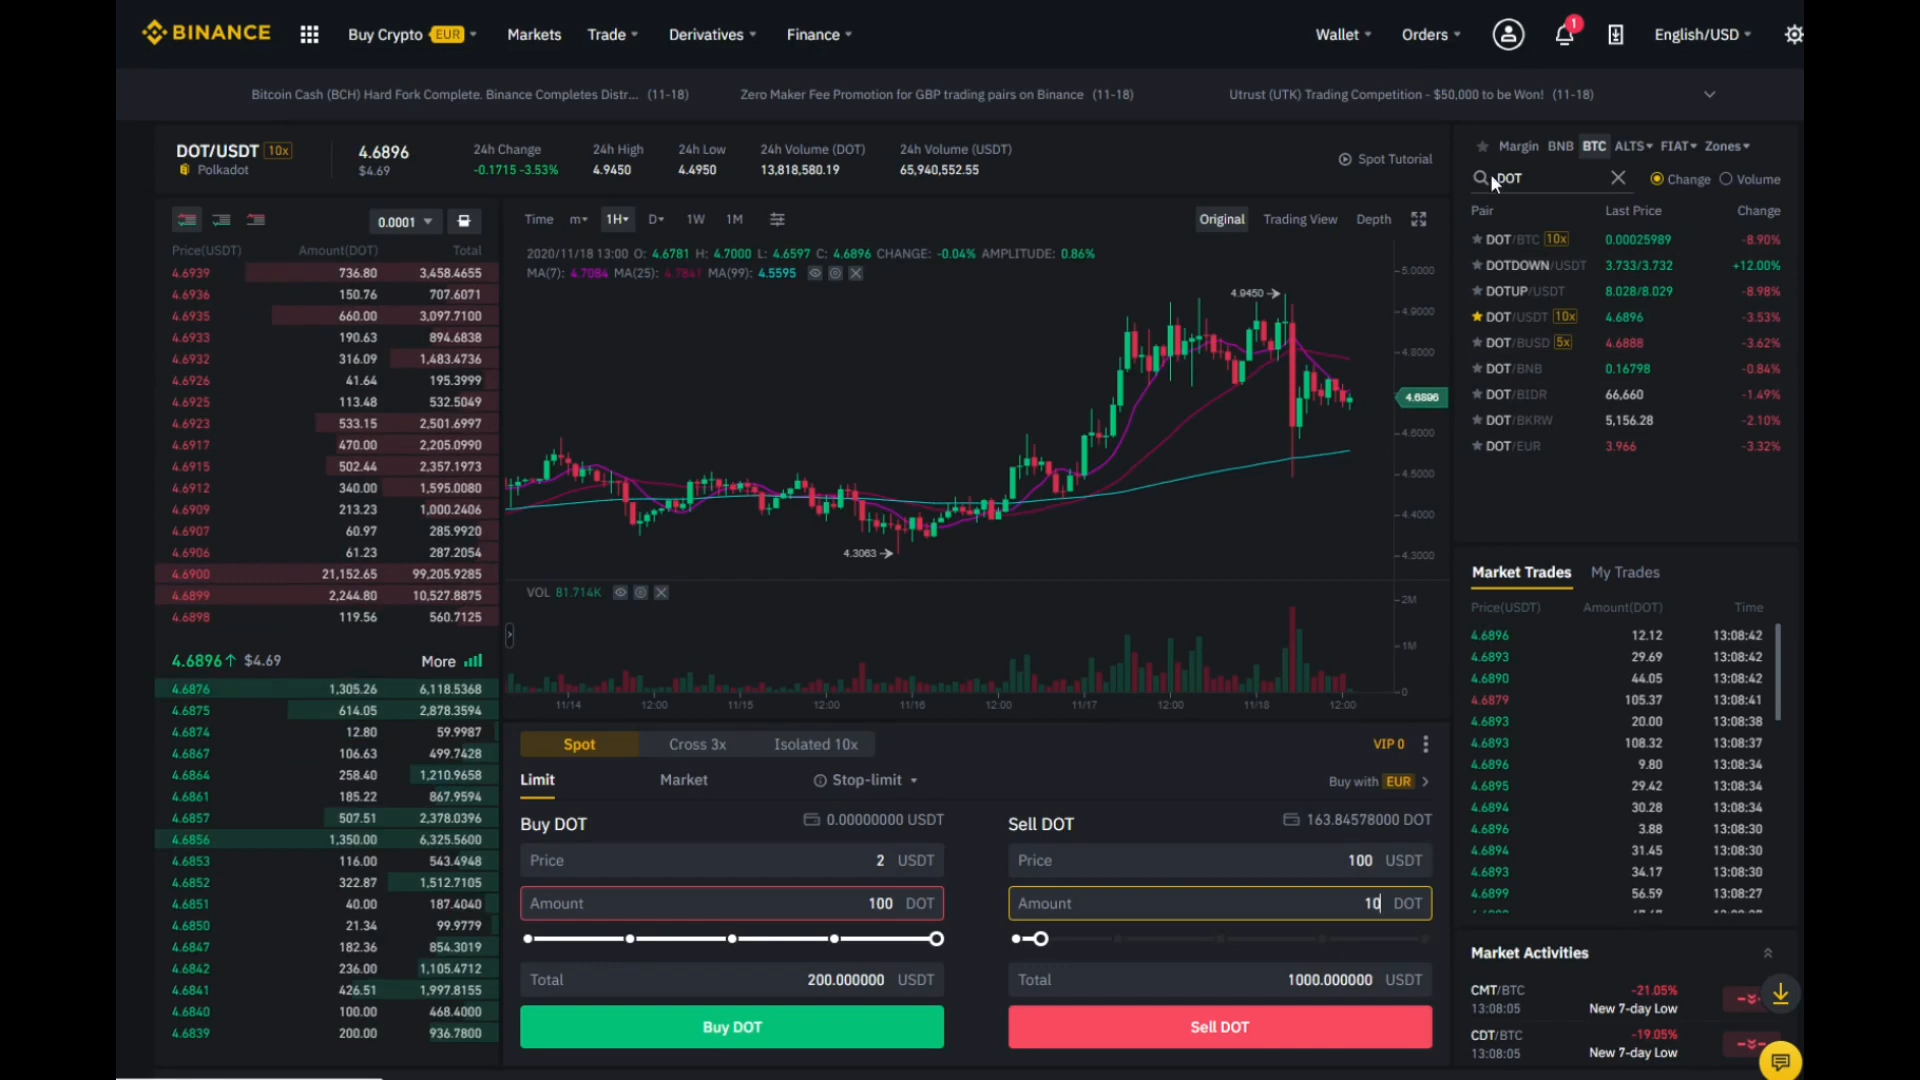 BINANCE
Buy Crypto EUR
Markets
Trade
Derivatives
Finance
Wallet
Orders
1
English/USD
Bitcoin Cash (BCH) Hard Fork Complete. Binance Completes Distr... (11-18)
Zero Maker Fee Promotion for GBP trading pairs on Binance (11-18)
Utrust (UTK) Trading Competition - $50,000 to be Won! (11-18)
DOT/USDT 10x
Polkadot
4.6896
$4.69
24h Change
-0.1715 -3.53%
24h High
4.9450
24h Low
4.4950
24h Volume (DOT)
13,818,580.19
24h Volume (USDT)
65,940,552.55
Spot Tutorial
0.0001
Price(USDT) Amount(DOT) Total
4.6939 736.80 3,458.4655
4.6936 150.76 707.6071
4.6935 660.00 3,097.7100
4.6933 190.63 894.6838
4.6932 316.09 1,483.4736
4.6926 41.64 195.3999
4.6925 113.48 532.5049
4.6923 533.15 2,501.6997
4.6917 470.00 2,205.0990
4.6915 502.44 2,357.1973
4.6912 340.00 1,595.0080
4.6909 213.23 1,000.2406
4.6907 60.97 285.9920
4.6906 61.23 287.2054
4.6900 21,152.65 99,205.9285
4.6899 2,244.80 10,527.8875
4.6898 119.56 560.7125
4.6896↑ $4.69 More
4.6876 1,305.26 6,118.5368
4.6875 614.05 2,878.3594
4.6874 12.80 59.9987
4.6867 106.63 499.7428
4.6864 258.40 1,210.9658
4.6861 185.22 867.9594
4.6857 507.51 2,378.0396
4.6856 1,350.00 6,325.5600
4.6853 116.00 543.4948
4.6852 322.87 1,512.7105
4.6851 40.00 187.4040
4.6850 21.34 99.9779
4.6847 182.36 854.3019
4.6842 236.00 1,105.4712
4.6841 426.51 1,997.8155
4.6840 100.00 468.4000
4.6839 200.00 936.7800
Time m 1H D 1W 1M
Original Trading View Depth
2020/11/18 13:00 O: 4.6781 H: 4.7000 L: 4.6597 C: 4.6896 CHANGE: -0.04% AMPLITUDE: 0.86%
MA(7): 4.7084 MA(25): 4.7841 MA(99): 4.5595
5.0000
4.9450
4.9000
4.8000
4.6896
4.6000
4.5000
4.4000
4.3063
4.3000
VOL 81.714K
2M
1M
0
11/14 12:00 11/15 12:00 11/16 12:00 11/17 12:00 11/18 12:00
Spot Cross 3x Isolated 10x
VIP 0
Limit Market Stop-limit
Buy with EUR
Buy DOT 0.00000000 USDT
Price 2 USDT
Amount 100 DOT
Total 200.000000 USDT
Buy DOT
Sell DOT 163.84578000 DOT
Price 100 USDT
Amount 10 DOT
Total 1000.000000 USDT
Sell DOT
Margin BNB BTC ALTS FIAT Zones
DOT
Change Volume
Pair Last Price Change
DOT/BTC 10x 0.00025989 -8.90%
DOTDOWN/USDT 3.733/3.732 +12.00%
DOTUP/USDT 8.028/8.029 -8.98%
DOT/USDT 10x 4.6896 -3.53%
DOT/BUSD 5x 4.6888 -3.62%
DOT/BNB 0.16798 -0.84%
DOT/BIDR 66,660 -1.49%
DOT/BKRW 5,156.28 -2.10%
DOT/EUR 3.966 -3.32%
Market Trades My Trades
Price(USDT) Amount(DOT) Time
4.6896 12.12 13:08:42
4.6893 29.69 13:08:42
4.6890 44.05 13:08:42
4.6879 105.37 13:08:41
4.6893 20.00 13:08:38
4.6893 108.32 13:08:37
4.6896 9.80 13:08:34
4.6895 29.42 13:08:34
4.6894 30.28 13:08:34
4.6896 3.88 13:08:30
4.6894 31.45 13:08:30
4.6893 34.17 13:08:30
4.6899 56.59 13:08:27
Market Activities
CMT/BTC -21.05%
13:08:05 New 7-day Low
CDT/BTC -19.05%
13:08:05 New 7-day Low